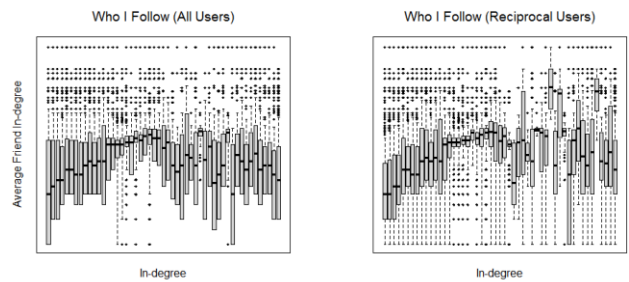 Who I Follow (All Users)
Who I Follow (Reciprocal Users)
Average Friend In-degree
In-degree
In-degree